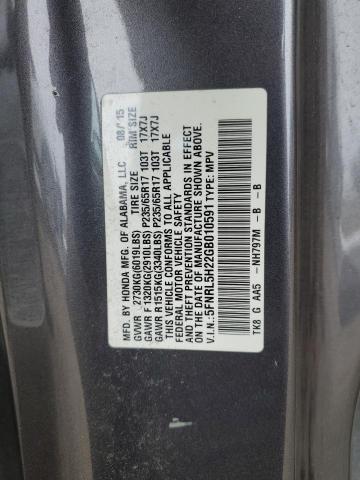 MFD. BY HONDA MFG. OF ALABAMA, LLC 08/'15
GVWR 2730KG(6019LBS) TIRE SIZE RIM SIZE
GAWR F 1320KG(2910LBS) P235/65R17 103T 17X7J
GAWR R 1515KG(3340LBS) P235/65R17 103T 17X7J
THIS VEHICLE CONFORMS TO ALL APPLICABLE
FEDERAL MOTOR VEHICLE SAFETY
AND THEFT PREVENTION STANDARDS IN EFFECT
ON THE DATE OF MANUFACTURE SHOWN ABOVE.
V.I.N.: 5FNRL5H22GB010591 TYPE: MPV
TK8 G AA5 -NH797M -B -B